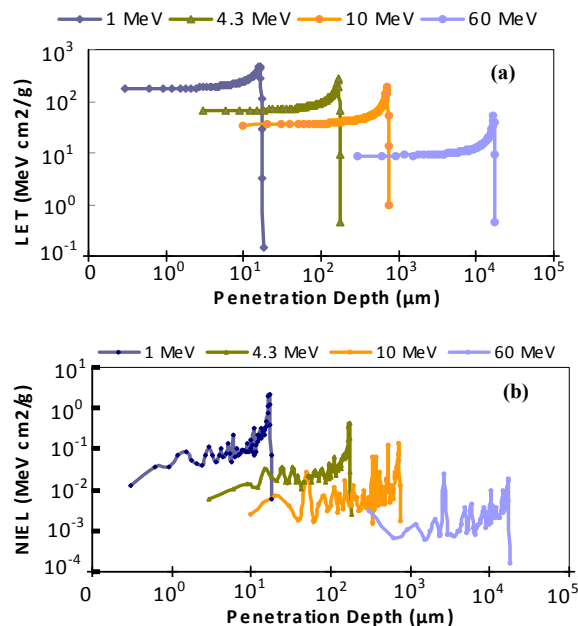 1 MeV 4.3 MeV 10 MeV 60 MeV
(a)
LET (MeV cm2/g)
10³
10²
10¹
10⁰
10⁻¹
0 10⁰ 10¹ 10² 10³ 10⁴ 10⁵
Penetration Depth (µm)
1 MeV 4.3 MeV 10 MeV 60 MeV
(b)
NIEL (MeV cm2/g)
10¹
10⁰
10⁻¹
10⁻²
10⁻³
10⁻⁴
0 10⁰ 10¹ 10² 10³ 10⁴ 10⁵
Penetration Depth (µm)